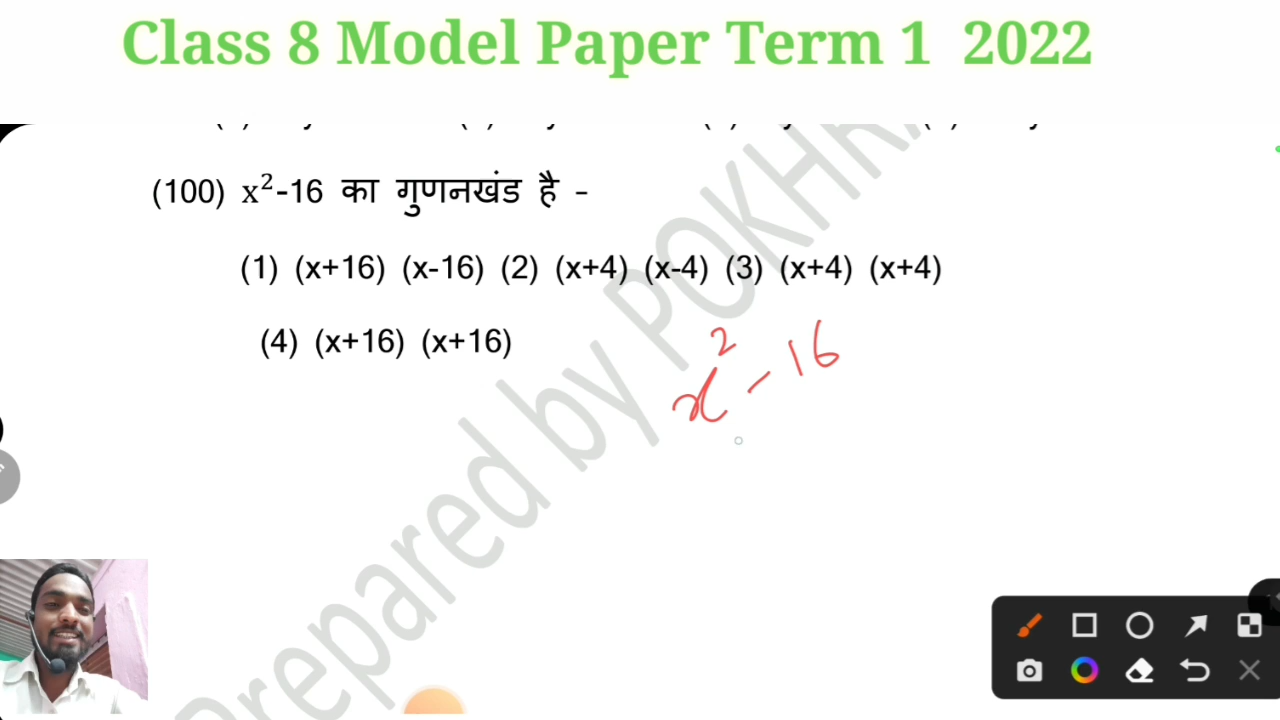 Class 8 Model Paper Term 1 2022
(100) x²-16 का गुणनखंड है -
(1) (x+16) (x-16) (2) (x+4) (x-4) (3) (x+4) (x+4)
(4) (x+16) (x+16)
x² - 16
Prepared by POKHR